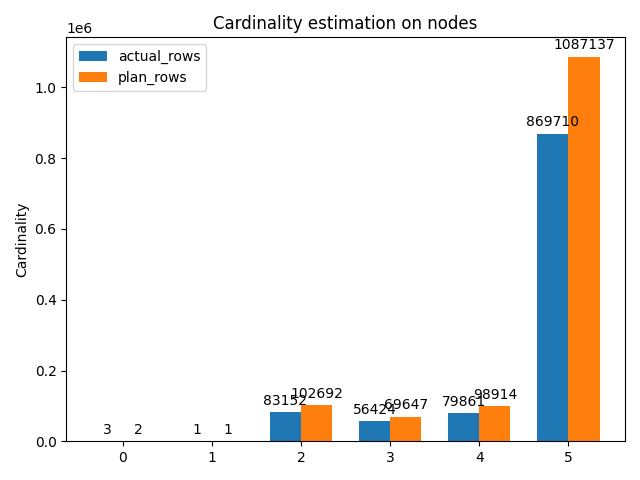 Cardinality estimation on nodes
1e6
actual_rows
plan_rows
1087137
869710
1.0
0.8
0.6
0.4
0.2
0.0
Cardinality
3 2 1 1 83152 102692 56424 69647 79861 98914
0 1 2 3 4 5